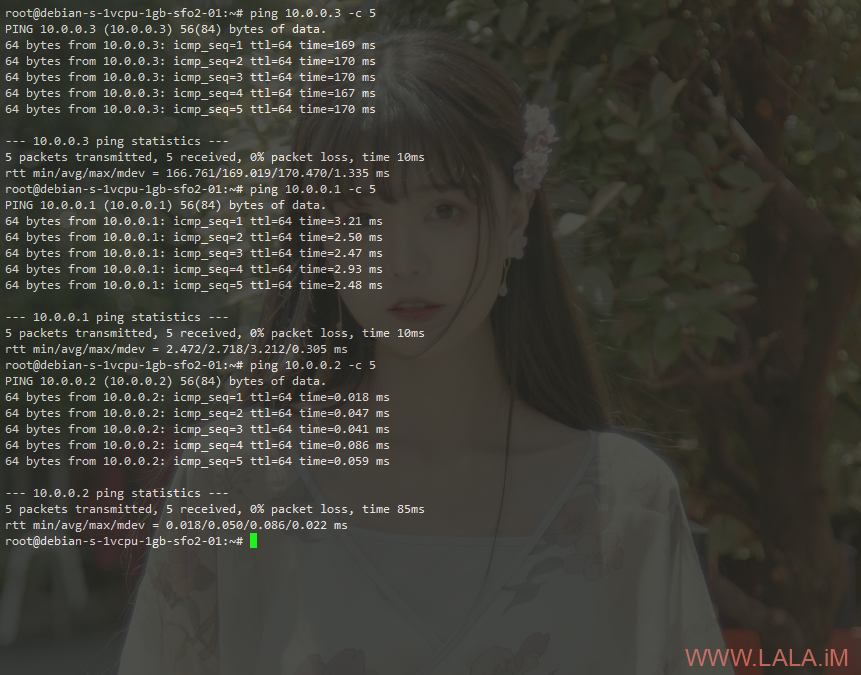 root@debian-s-1vcpu-1gb-sfo2-01:~# ping 10.0.0.3 -c 5
PING 10.0.0.3 (10.0.0.3) 56(84) bytes of data.
64 bytes from 10.0.0.3: icmp_seq=1 ttl=64 time=169 ms
64 bytes from 10.0.0.3: icmp_seq=2 ttl=64 time=170 ms
64 bytes from 10.0.0.3: icmp_seq=3 ttl=64 time=170 ms
64 bytes from 10.0.0.3: icmp_seq=4 ttl=64 time=167 ms
64 bytes from 10.0.0.3: icmp_seq=5 ttl=64 time=170 ms

--- 10.0.0.3 ping statistics ---
5 packets transmitted, 5 received, 0% packet loss, time 10ms
rtt min/avg/max/mdev = 166.761/169.019/170.470/1.335 ms
root@debian-s-1vcpu-1gb-sfo2-01:~# ping 10.0.0.1 -c 5
PING 10.0.0.1 (10.0.0.1) 56(84) bytes of data.
64 bytes from 10.0.0.1: icmp_seq=1 ttl=64 time=3.21 ms
64 bytes from 10.0.0.1: icmp_seq=2 ttl=64 time=2.50 ms
64 bytes from 10.0.0.1: icmp_seq=3 ttl=64 time=2.47 ms
64 bytes from 10.0.0.1: icmp_seq=4 ttl=64 time=2.93 ms
64 bytes from 10.0.0.1: icmp_seq=5 ttl=64 time=2.48 ms

--- 10.0.0.1 ping statistics ---
5 packets transmitted, 5 received, 0% packet loss, time 10ms
rtt min/avg/max/mdev = 2.472/2.718/3.212/0.305 ms
root@debian-s-1vcpu-1gb-sfo2-01:~# ping 10.0.0.2 -c 5
PING 10.0.0.2 (10.0.0.2) 56(84) bytes of data.
64 bytes from 10.0.0.2: icmp_seq=1 ttl=64 time=0.018 ms
64 bytes from 10.0.0.2: icmp_seq=2 ttl=64 time=0.047 ms
64 bytes from 10.0.0.2: icmp_seq=3 ttl=64 time=0.041 ms
64 bytes from 10.0.0.2: icmp_seq=4 ttl=64 time=0.086 ms
64 bytes from 10.0.0.2: icmp_seq=5 ttl=64 time=0.059 ms

--- 10.0.0.2 ping statistics ---
5 packets transmitted, 5 received, 0% packet loss, time 85ms
rtt min/avg/max/mdev = 0.018/0.050/0.086/0.022 ms
root@debian-s-1vcpu-1gb-sfo2-01:~#
WWW.LALA.iM